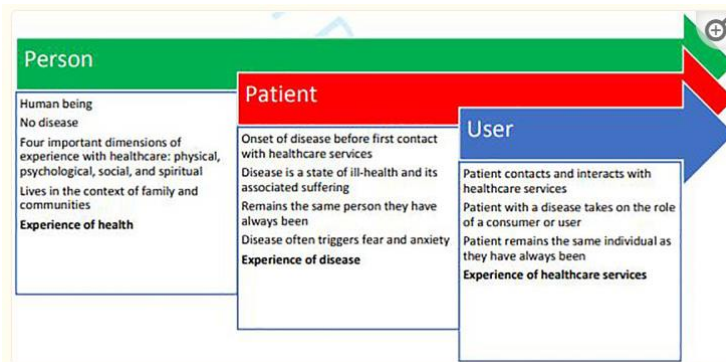 Person
Human being
No disease
Four important dimensions of
experience with healthcare: physical,
psychological, social, and spiritual
Lives in the context of family and
communities
Experience of health
Patient
Onset of disease before first contact
with healthcare services
Disease is a state of ill-health and its
associated suffering
Remains the same person they have
always been
Disease often triggers fear and anxiety
Experience of disease
User
Patient contacts and interacts with
healthcare services
Patient with a disease takes on the role
of a consumer or user
Patient remains the same individual as
they have always been
Experience of healthcare services